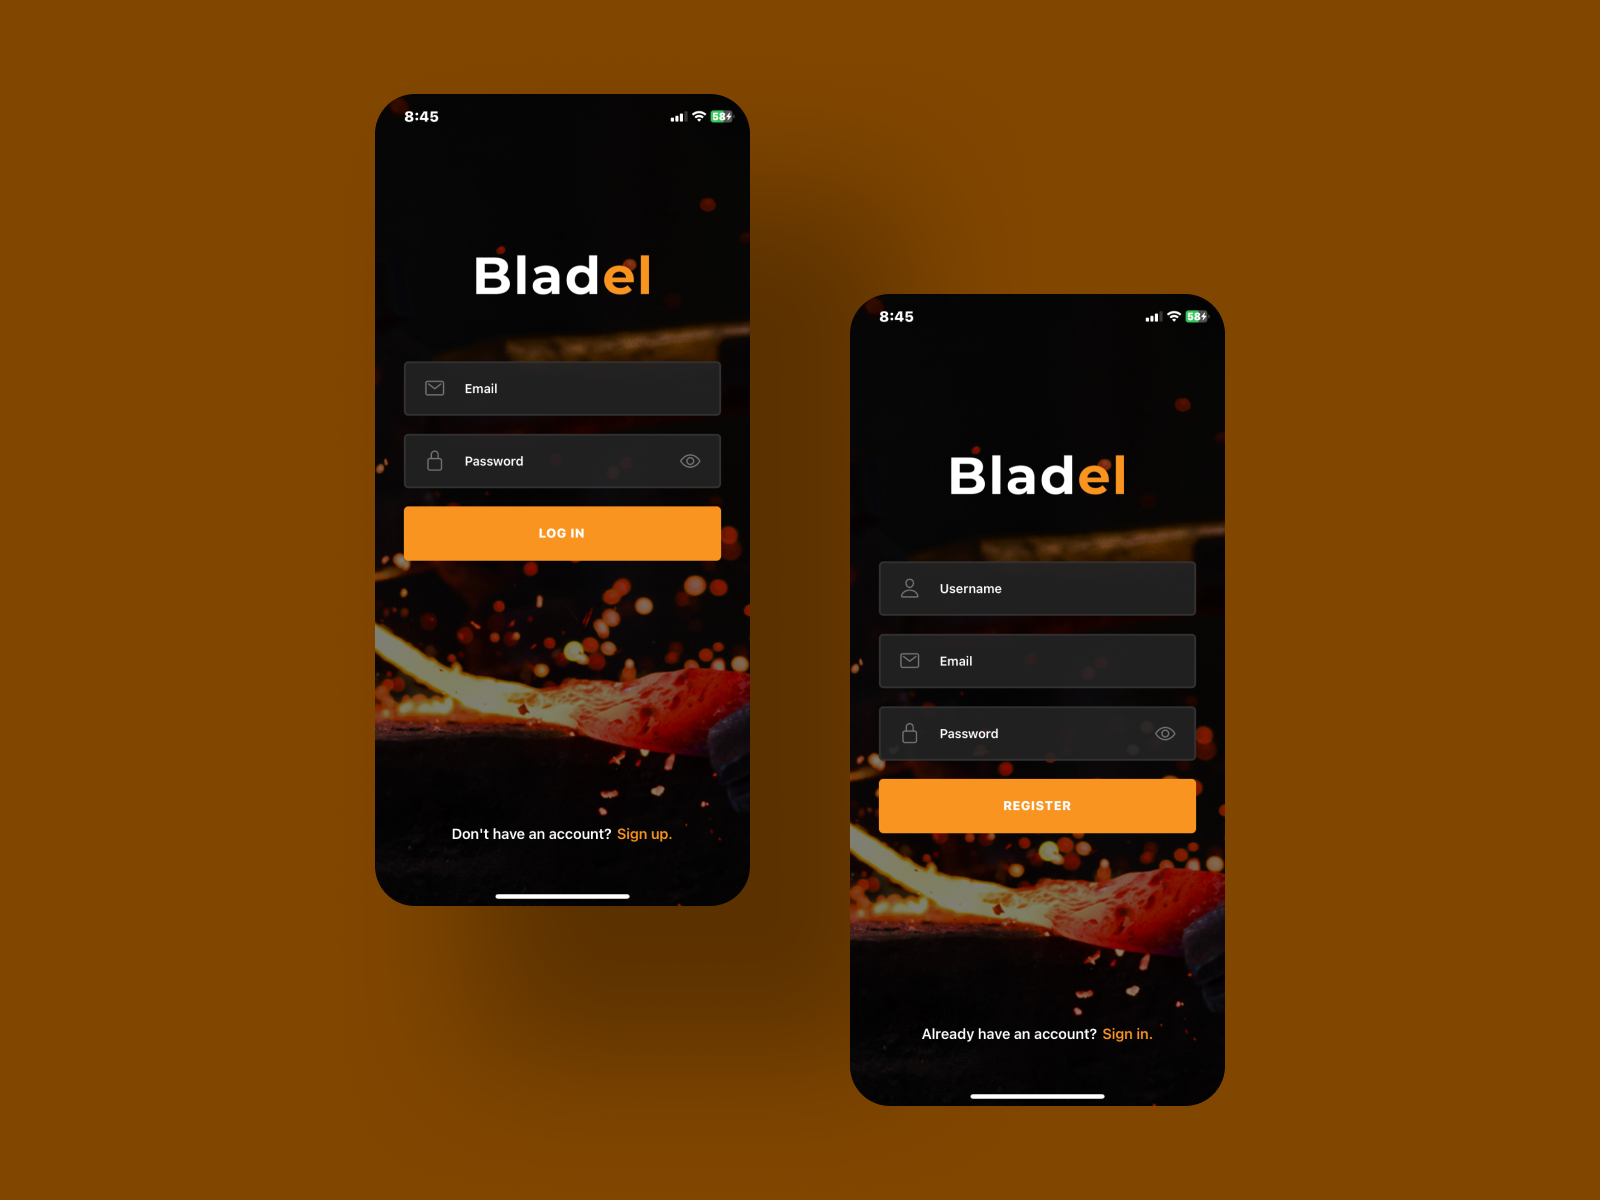 8:45
58
Bladel
Email
Password
LOG IN
Don't have an account? Sign up.
8:45
58
Bladel
Username
Email
Password
REGISTER
Already have an account? Sign in.